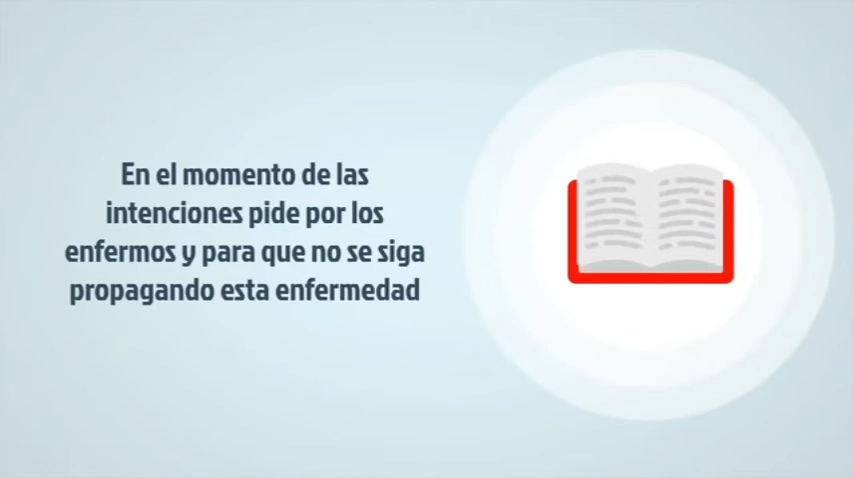 En el momento de las
intenciones pide por los
enfermos y para que no se siga
propagando esta enfermedad